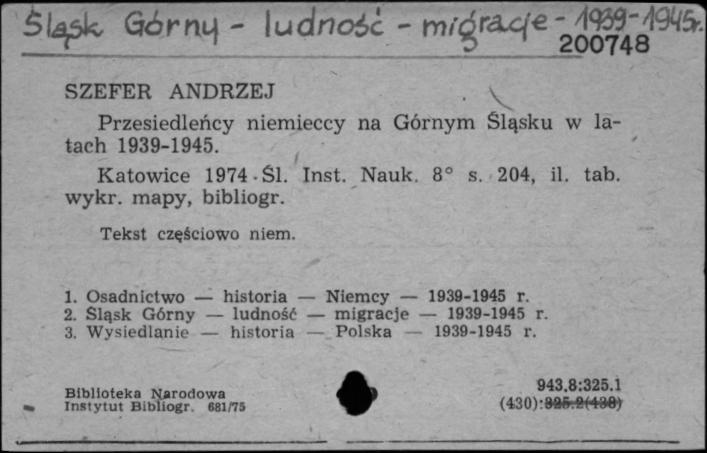 Śląsk Górny - ludność - migracje - 1939-1945r.
200748
SZEFER ANDRZEJ
Przesiedleńcy niemieccy na Górnym Śląsku w la-
tach 1939-1945.
Katowice 1974 Śl. Inst. Nauk. 8° s. 204, il. tab.
wykr. mapy, bibliogr.
Tekst częściowo niem.
1. Osadnictwo — historia — Niemcy — 1939-1945 r.
2. Śląsk Górny — ludność — migracje — 1939-1945 r.
3. Wysiedlanie — historia — Polska — 1939-1945 r.
943.8:325.1
Biblioteka Narodowa
(430):325.2(438)
Instytut Bibliogr. 681/75